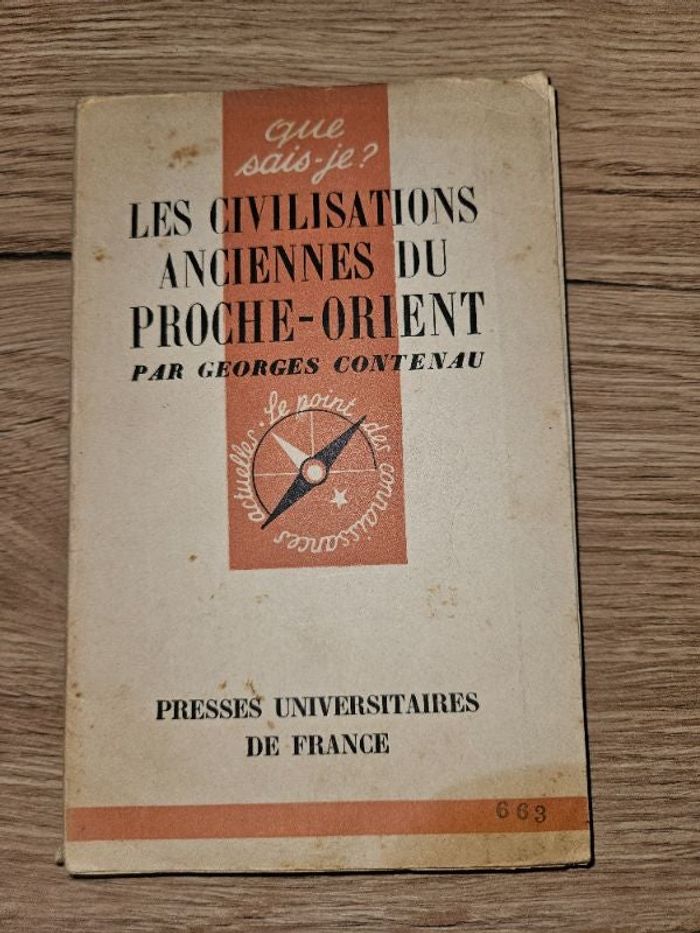 que
sais-je?
LES CIVILISATIONS
ANCIENNES DU
PROCHE-ORIENT
PAR GEORGES CONTENAU
Le point des connaissances actuelles.
PRESSES UNIVERSITAIRES
DE FRANCE
663